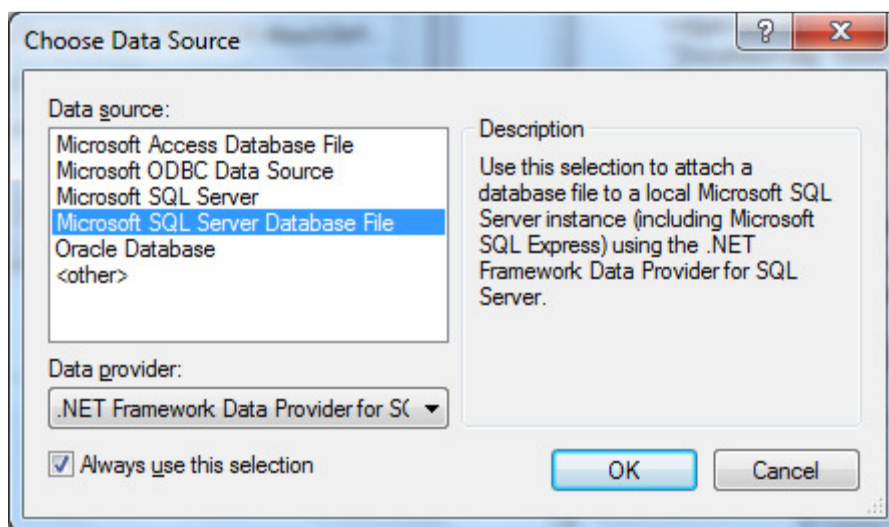 Choose Data Source
?
Data source:
Microsoft Access Database File
Microsoft ODBC Data Source
Microsoft SQL Server
Microsoft SQL Server Database File
Oracle Database
<other>
Description
Use this selection to attach a
database file to a local Microsoft SQL
Server instance (including Microsoft
SQL Express) using the .NET
Framework Data Provider for SQL
Server.
Data provider:
.NET Framework Data Provider for S
Always use this selection
OK
Cancel